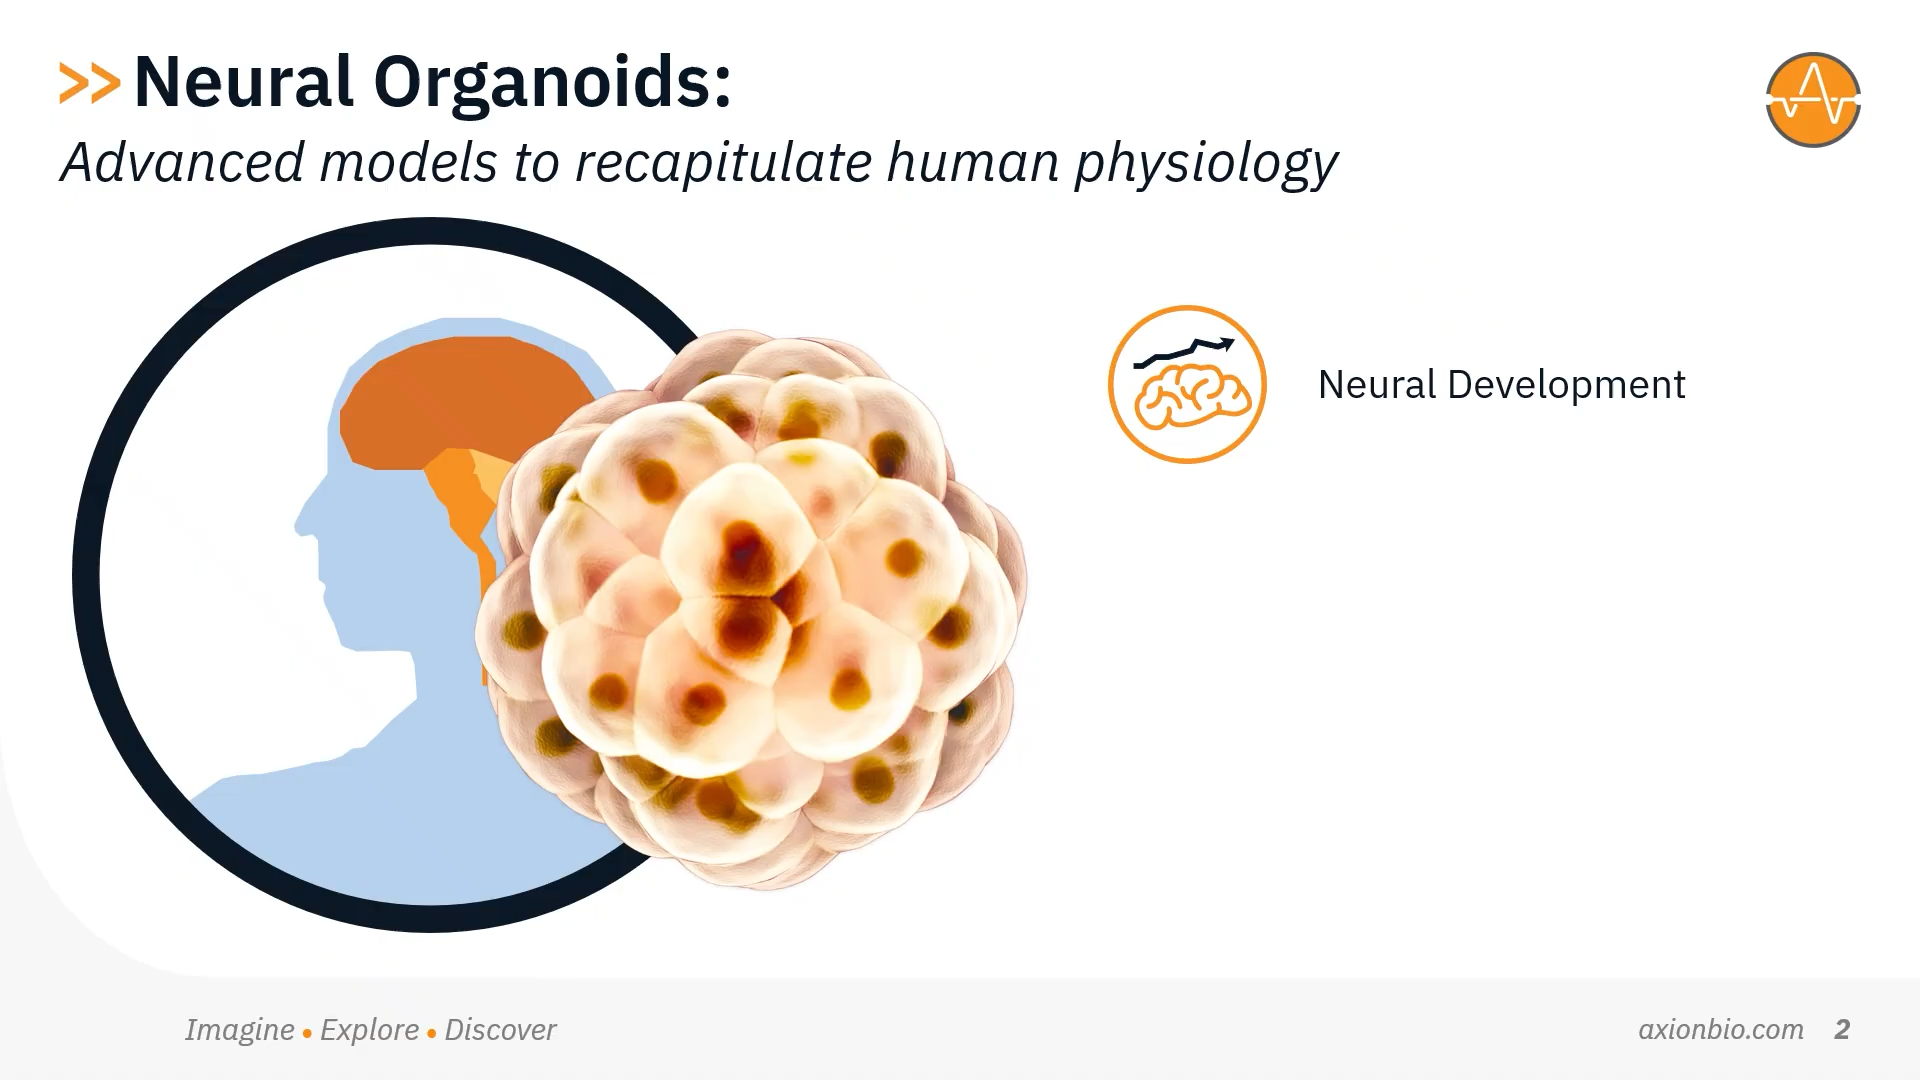 >> Neural Organoids:
Advanced models to recapitulate human physiology
Neural Development
Imagine • Explore • Discover
axionbio.com 2